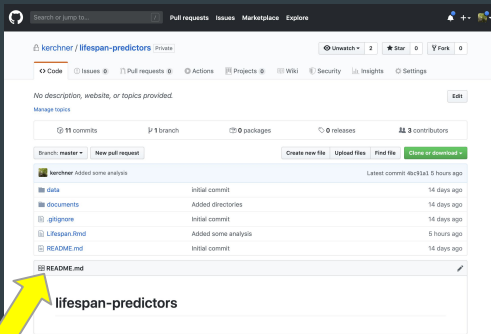 Search or jump to... /
Pull requests Issues Marketplace Explore
kerchner / lifespan-predictors Private
Unwatch 2 Star 0 Fork 0
Code Issues 0 Pull requests 0 Actions Projects 0 Wiki Security Insights Settings
No description, website, or topics provided.
Edit
Manage topics
11 commits 1 branch 0 packages 0 releases 3 contributors
Branch: master New pull request Create new file Upload files Find file Clone or download
kerchner Added some analysis Latest commit 4bc91a1 5 hours ago
data initial commit 14 days ago
documents Added directories 14 days ago
.gitignore Initial commit 14 days ago
Lifespan.Rmd Added some analysis 5 hours ago
README.md Initial commit 14 days ago
README.md
lifespan-predictors